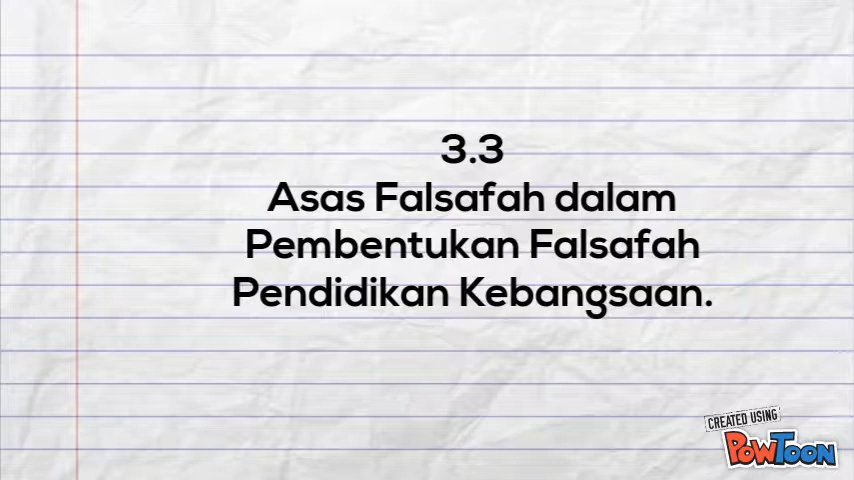 3.3
Asas Falsafah dalam
Pembentukan Falsafah
Pendidikan Kebangsaan.
CREATED USING
POWTOON